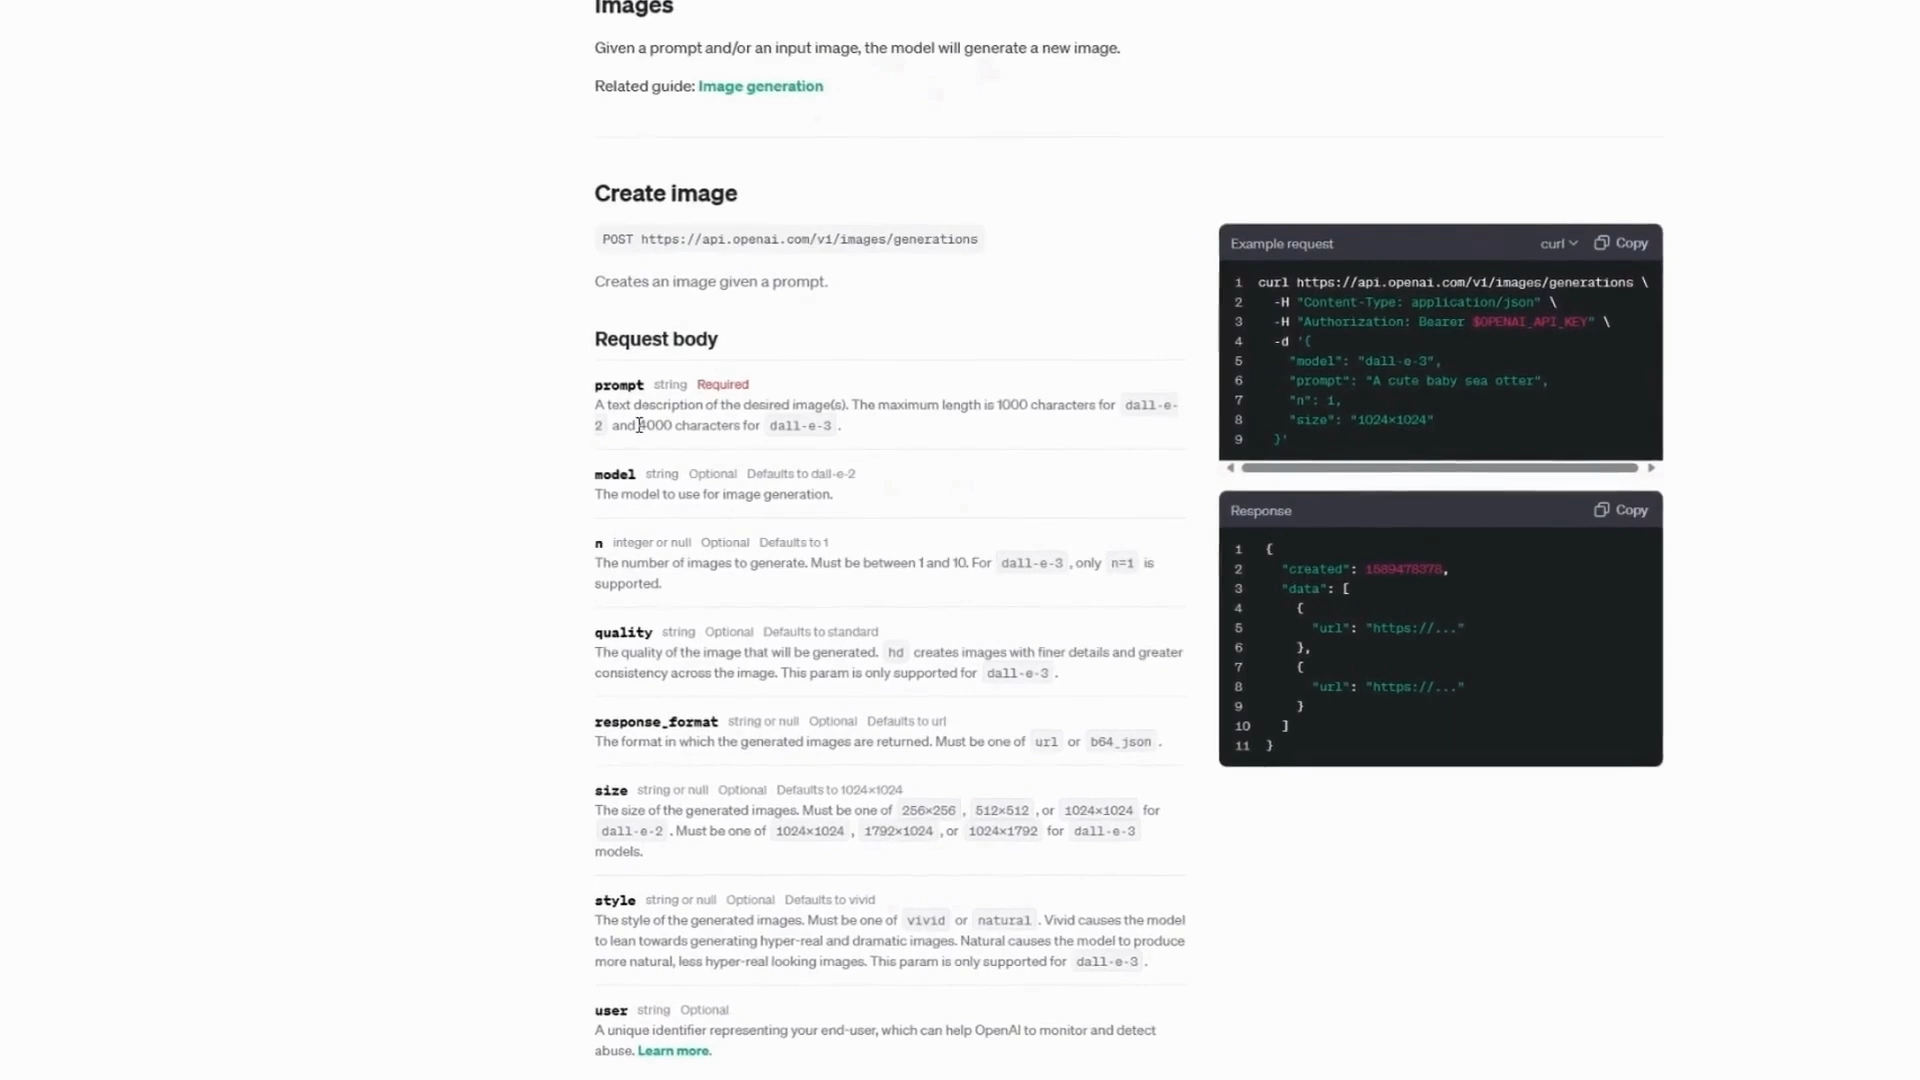 Images
Given a prompt and/or an input image, the model will generate a new image.
Related guide: Image generation
Create image
POST https://api.openai.com/v1/images/generations
Creates an image given a prompt.
Request body
prompt string Required
A text description of the desired image(s). The maximum length is 1000 characters for dall-e-
2 and 4000 characters for dall-e-3.
model string Optional Defaults to dall-e-2
The model to use for image generation.
n integer or null Optional Defaults to 1
The number of images to generate. Must be between 1 and 10. For dall-e-3, only n=1 is
supported.
quality string Optional Defaults to standard
The quality of the image that will be generated. hd creates images with finer details and greater
consistency across the image. This param is only supported for dall-e-3.
response_format string or null Optional Defaults to url
The format in which the generated images are returned. Must be one of url or b64_json.
size string or null Optional Defaults to 1024×1024
The size of the generated images. Must be one of 256×256, 512×512, or 1024×1024 for
dall-e-2. Must be one of 1024×1024, 1792×1024, or 1024×1792 for dall-e-3
models.
style string or null Optional Defaults to vivid
The style of the generated images. Must be one of vivid or natural. Vivid causes the model
to lean towards generating hyper-real and dramatic images. Natural causes the model to produce
more natural, less hyper-real looking images. This param is only supported for dall-e-3.
user string Optional
A unique identifier representing your end-user, which can help OpenAI to monitor and detect
abuse. Learn more.
Example request curl Copy
1 curl https://api.openai.com/v1/images/generations \
2 -H "Content-Type: application/json" \
3 -H "Authorization: Bearer $OPENAI_API_KEY" \
4 -d '{
5 "model": "dall-e-3",
6 "prompt": "A cute baby sea otter",
7 "n": 1,
8 "size": "1024×1024"
9 }'
Response Copy
1 {
2 "created": 1589478378,
3 "data": [
4 {
5 "url": "https://..."
6 },
7 {
8 "url": "https://..."
9 }
10 ]
11 }